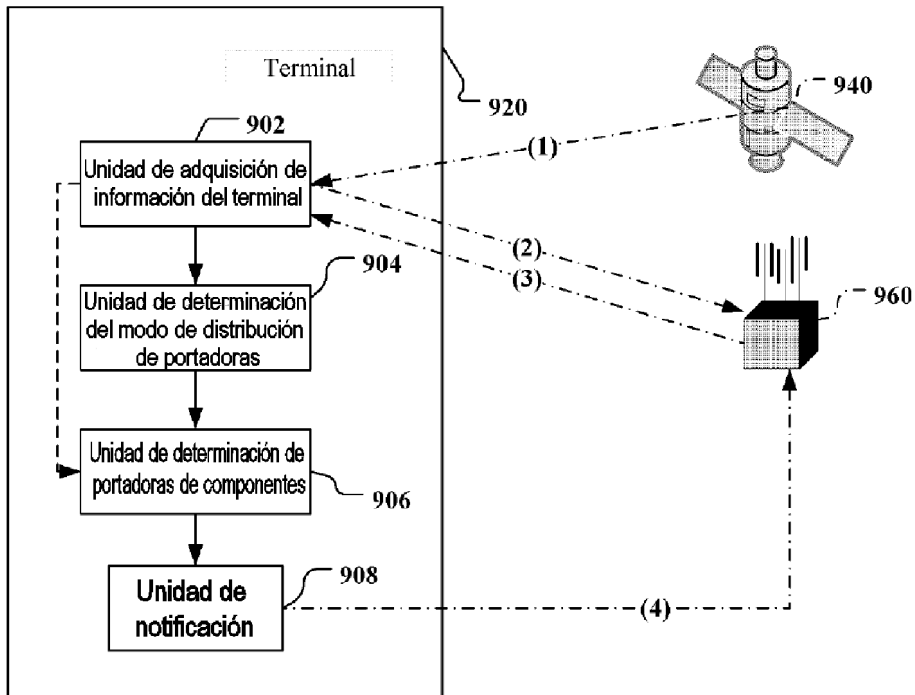 Terminal
920
940
902
(1)
Unidad de adquisición de
información del terminal
(2)
904
(3)
960
Unidad de determinación
del modo de distribución
de portadoras
Unidad de determinación de
portadoras de componentes
906
908
Unidad de
notificación
(4)